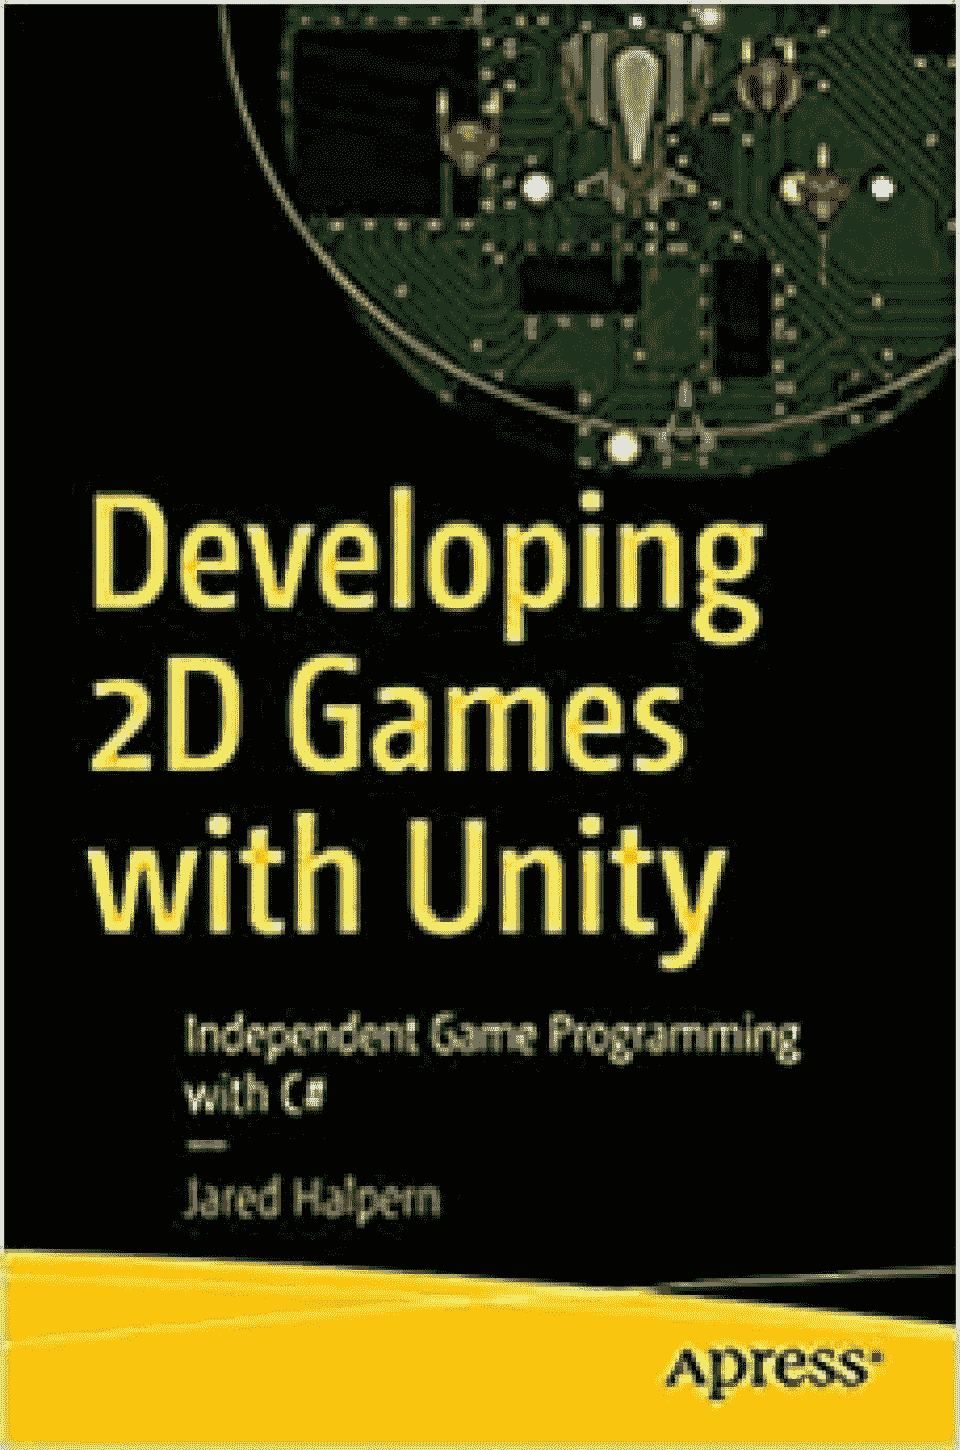 Developing
2D Games
with Unity
Independent Game Programming
with C#
—
Jared Halpern
Apress®